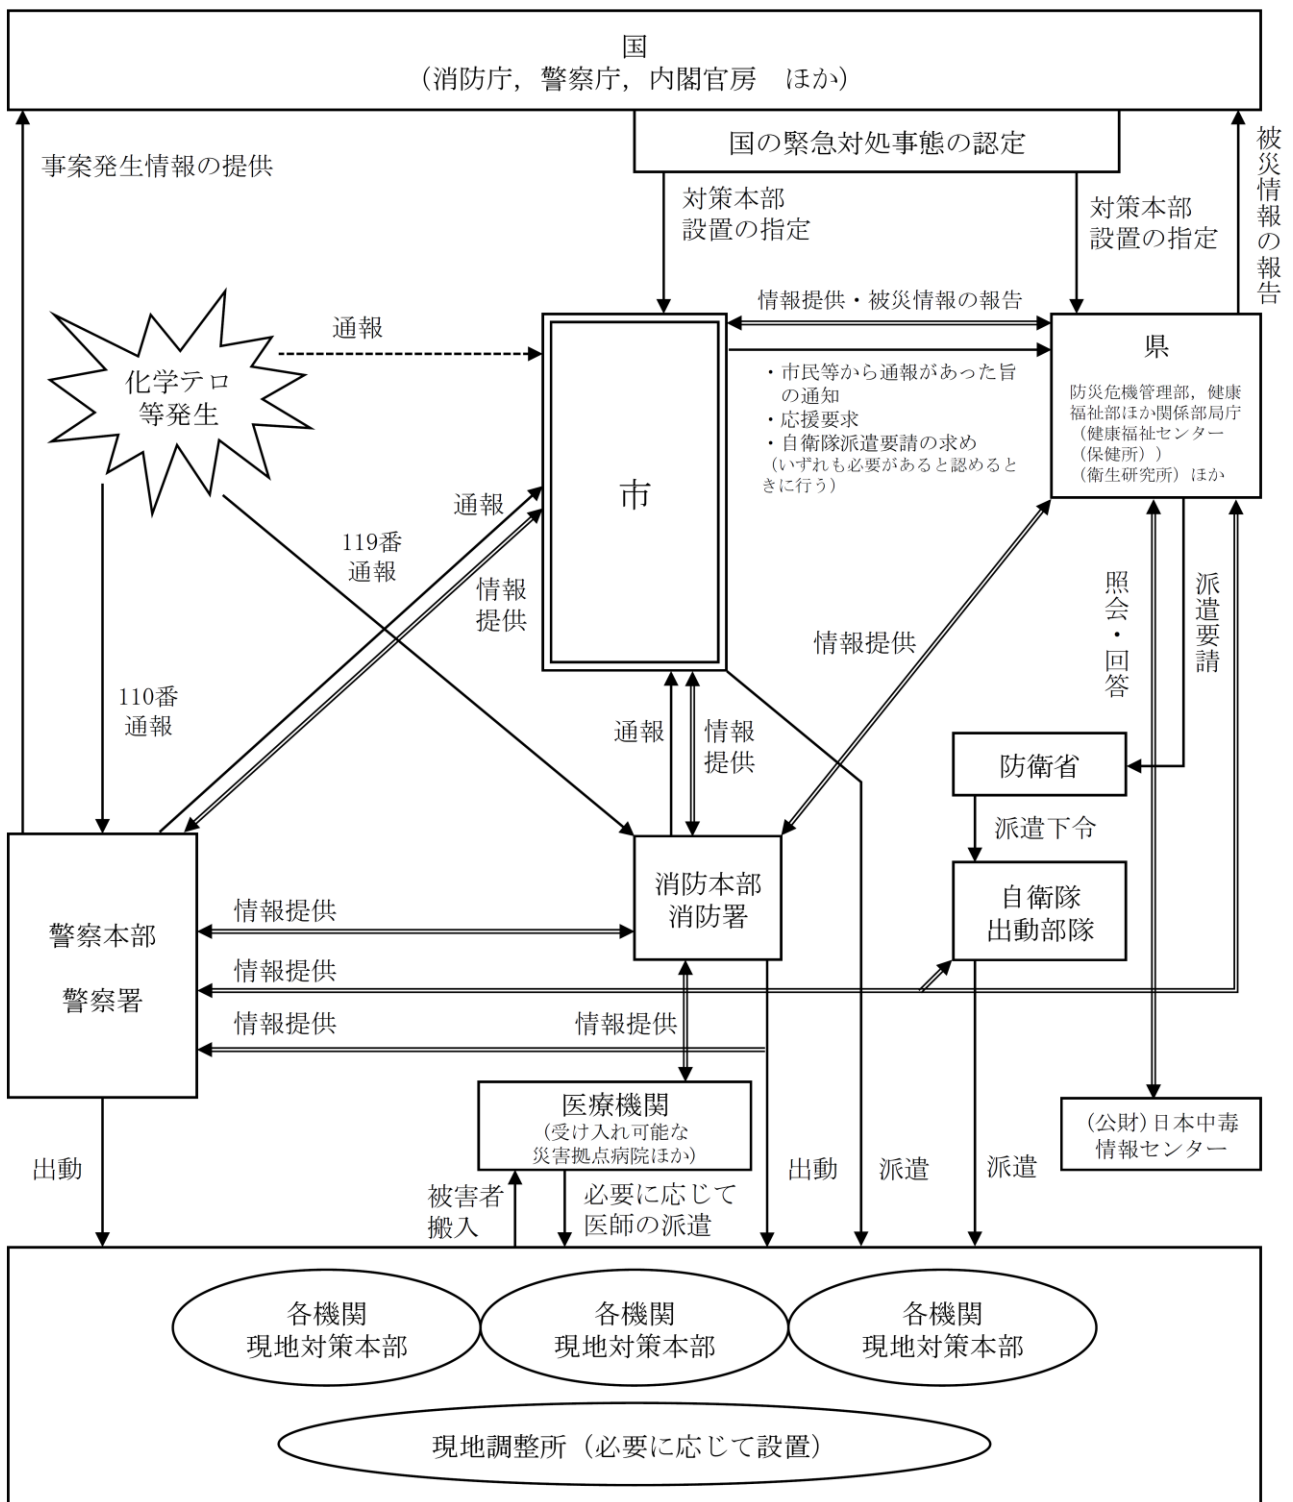 国
（消防庁，警察庁，内閣官房　ほか）
国の緊急対処事態の認定
事案発生情報の提供
対策本部
設置の指定
対策本部
設置の指定
被災情報の報告
化学テロ
等発生
通報
市
情報提供・被災情報の報告
・市民等から通報があった旨
の通知
・応援要求
・自衛隊派遣要請の求め
（いずれも必要があると認めると
きに行う）
県
防災危機管理部，健康
福祉部ほか関係部局庁
（健康福祉センター
（保健所））
（衛生研究所）ほか
通報
119番
通報
情報
提供
110番
通報
通報
情報
提供
情報提供
照会・回答
派遣要請
防衛省
派遣下令
自衛隊
出動部隊
消防本部
消防署
警察本部
警察署
情報提供
情報提供
情報提供
情報提供
医療機関
（受け入れ可能な
災害拠点病院ほか）
(公財)日本中毒
情報センター
出動
被害者
搬入
必要に応じて
医師の派遣
出動
派遣
派遣
各機関
現地対策本部
各機関
現地対策本部
各機関
現地対策本部
現地調整所（必要に応じて設置）